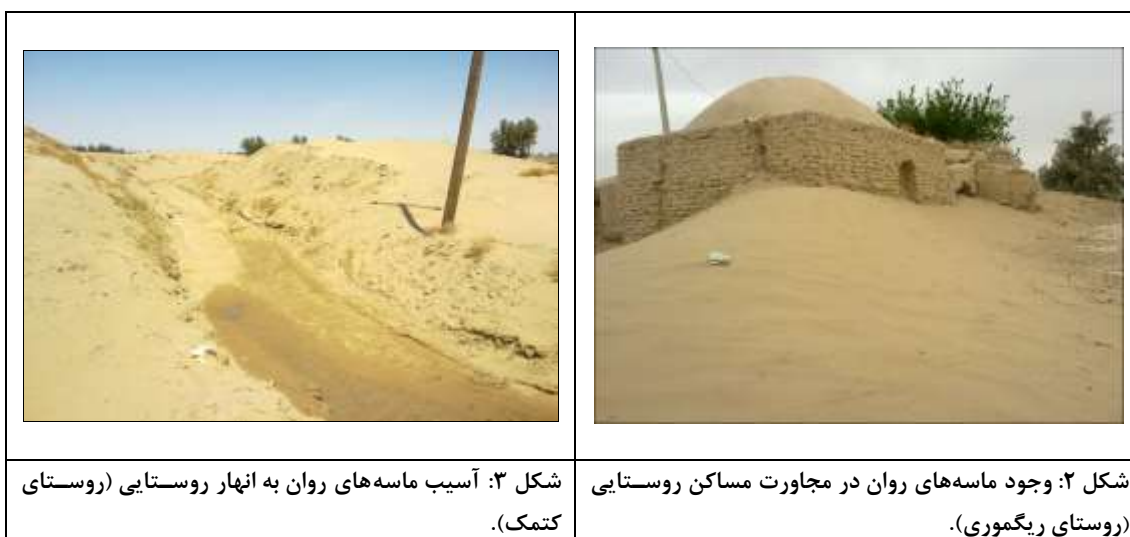 شکل ۲: وجود ماسه‌های روان در مجاورت مساکن روستایی
(روستای ریگموری).
شکل ۳: آسیب ماسه‌های روان به انهار روستایی (روستای
کتمک).